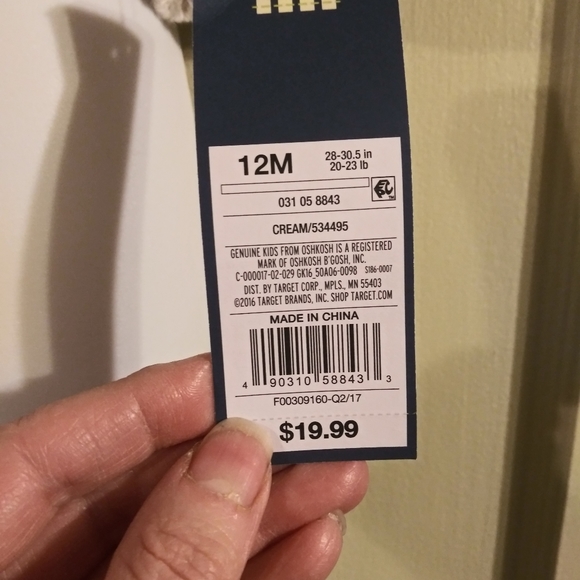 12M
28-30.5 in
20-23 lb
031 05 8843
CREAM/534495
GENUINE KIDS FROM OSHKOSH IS A REGISTERED
MARK OF OSHKOSH B'GOSH, INC.
C-000017-02-029 GK16_50A06-0098 S186-0007
DIST. BY TARGET CORP., MPLS., MN 55403
©2016 TARGET BRANDS, INC. SHOP TARGET.COM
MADE IN CHINA
4 90310 58843 3
F00309160-Q2/17
$19.99